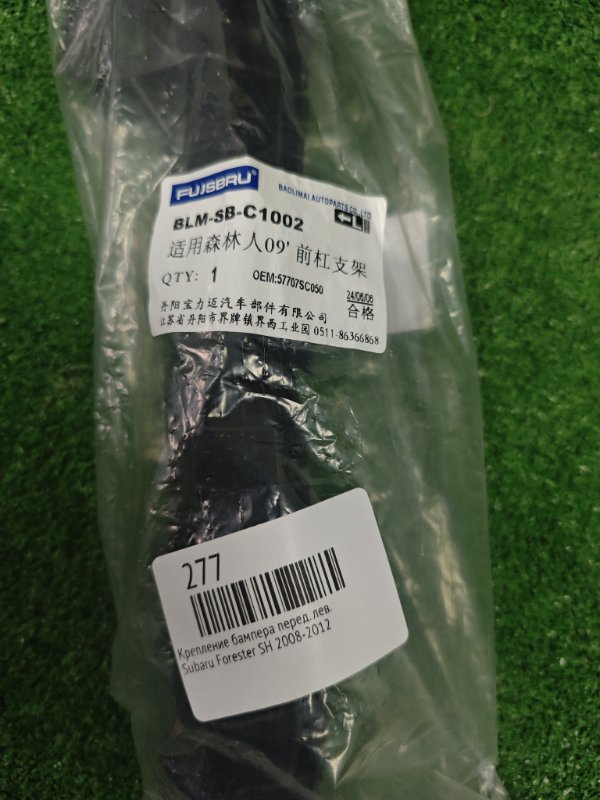 FUJSBRU®
BAOLIMAI AUTOPARTS CO., LTD
BLM-SB-C1002
L
适用森林人09' 前杠支架
QTY: 1 OEM:57707SC050
24/06/06
合格
丹阳宝力迈汽车部件有限公司
江苏省丹阳市界牌镇界西工业园 0511-86366868
277
Крепление бампера перед. лев.
Subaru Forester SH 2008-2012